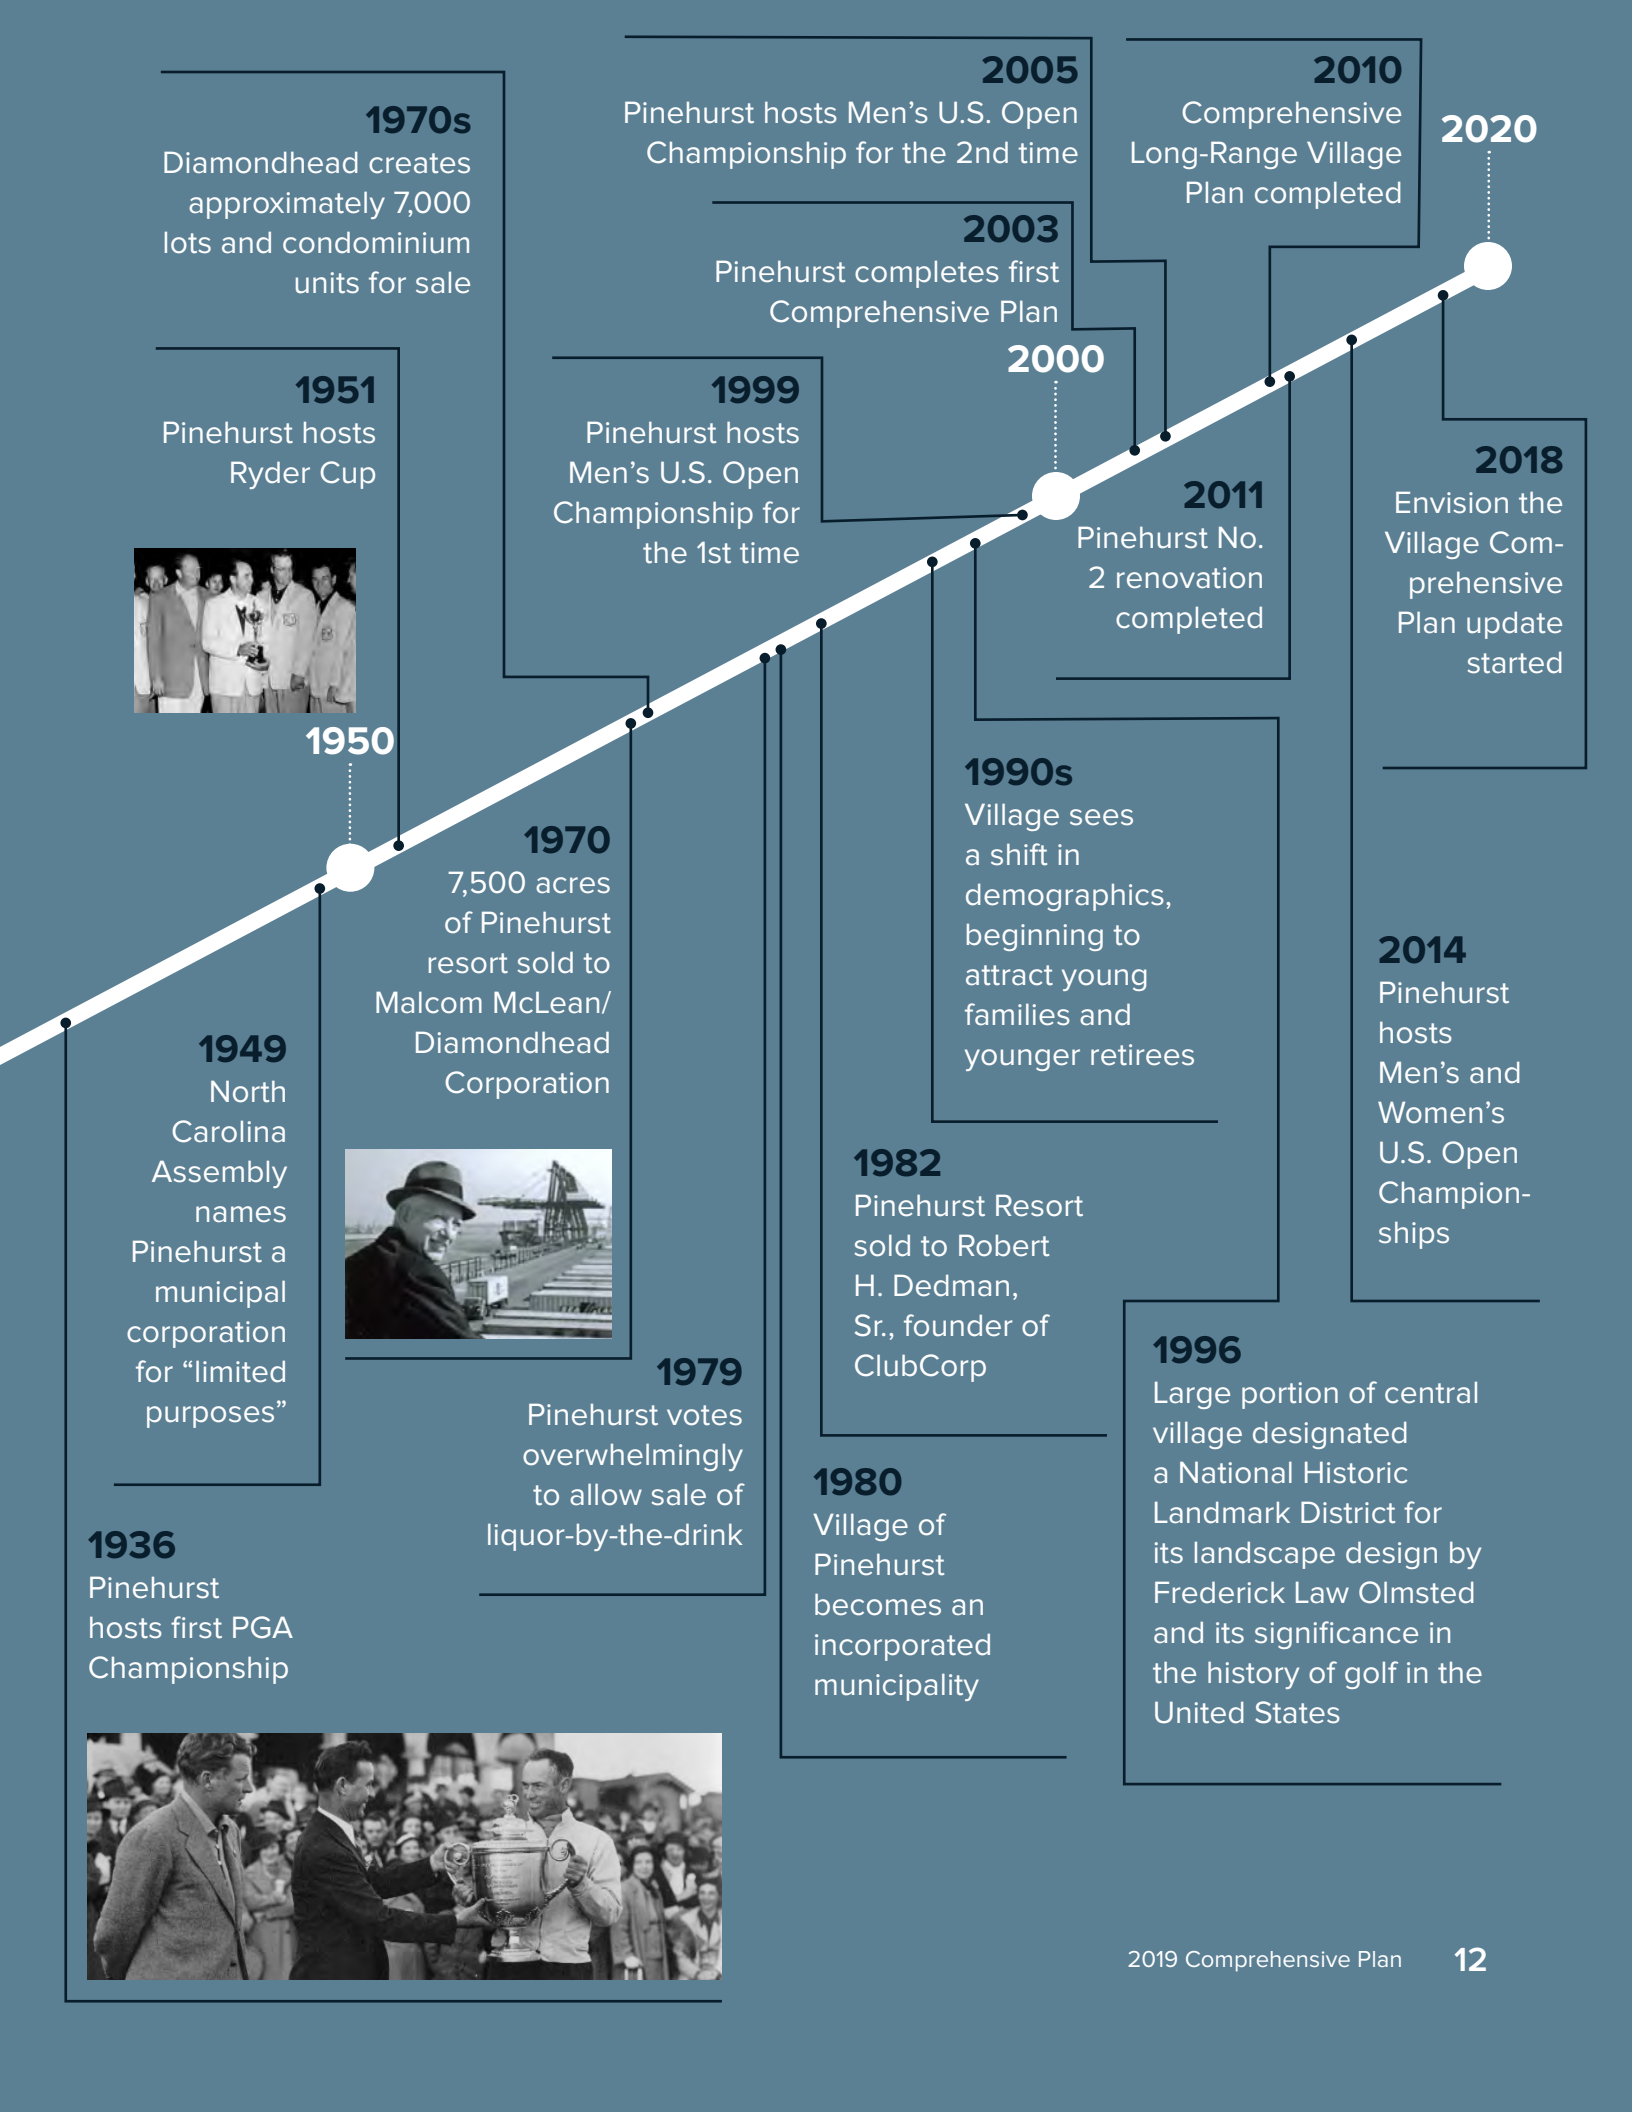 1970s
Diamondhead creates
approximately 7,000
lots and condominium
units for sale
2005
Pinehurst hosts Men’s U.S. Open
Championship for the 2nd time
2010
Comprehensive
Long-Range Village
Plan completed
2020
2003
Pinehurst completes first
Comprehensive Plan
2000
1951
Pinehurst hosts
Ryder Cup
1999
Pinehurst hosts
Men’s U.S. Open
Championship for
the 1st time
2011
Pinehurst No.
2 renovation
completed
2018
Envision the
Village Com-
prehensive
Plan update
started
1950
1970
7,500 acres
of Pinehurst
resort sold to
Malcom McLean/
Diamondhead
Corporation
1990s
Village sees
a shift in
demographics,
beginning to
attract young
families and
younger retirees
2014
Pinehurst
hosts
Men’s and
Women’s
U.S. Open
Champion-
ships
1949
North
Carolina
Assembly
names
Pinehurst a
municipal
corporation
for “limited
purposes”
1982
Pinehurst Resort
sold to Robert
H. Dedman,
Sr., founder of
ClubCorp
1979
Pinehurst votes
overwhelmingly
to allow sale of
liquor-by-the-drink
1996
Large portion of central
village designated
a National Historic
Landmark District for
its landscape design by
Frederick Law Olmsted
and its significance in
the history of golf in the
United States
1980
Village of
Pinehurst
becomes an
incorporated
municipality
1936
Pinehurst
hosts first PGA
Championship
2019 Comprehensive Plan 12